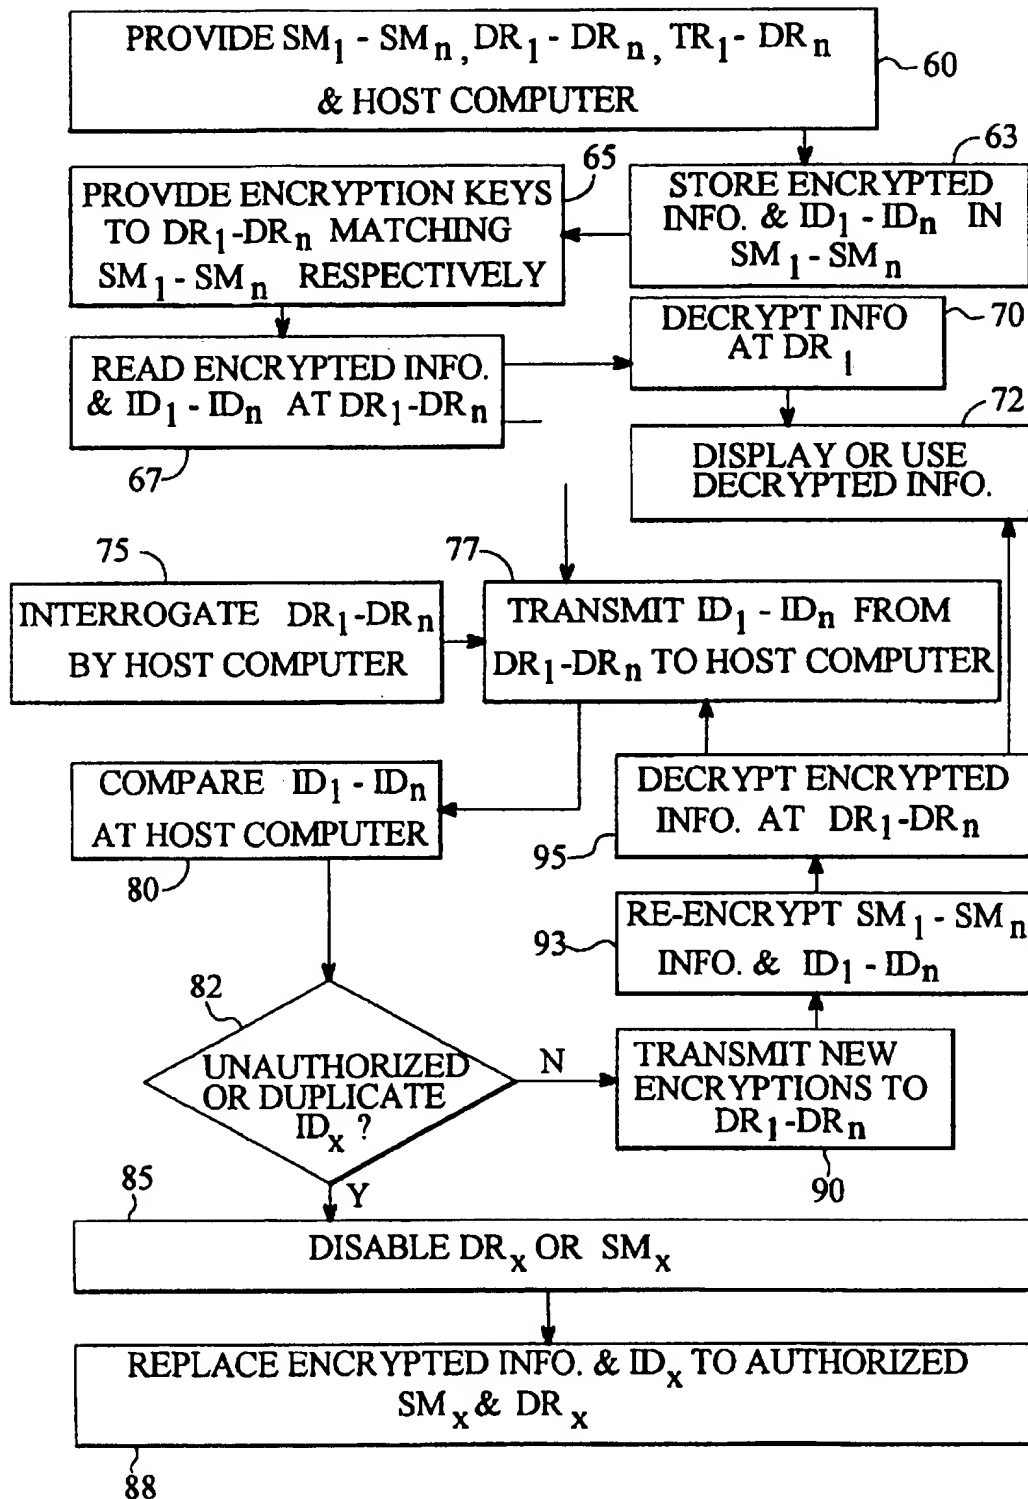 PROVIDE SM1 - SMn, DR1 - DRn, TR1 - DRn
& HOST COMPUTER
60
63
STORE ENCRYPTED
INFO. & ID1 - IDn IN
SM1 - SMn
65
PROVIDE ENCRYPTION KEYS
TO DR1-DRn MATCHING
SM1 - SMn RESPECTIVELY
70
DECRYPT INFO
AT DR1
READ ENCRYPTED INFO.
& ID1 - IDn AT DR1-DRn
67
72
DISPLAY OR USE
DECRYPTED INFO.
75
INTERROGATE DR1-DRn
BY HOST COMPUTER
77
TRANSMIT ID1 - IDn FROM
DR1-DRn TO HOST COMPUTER
COMPARE ID1 - IDn
AT HOST COMPUTER
80
DECRYPT ENCRYPTED
INFO. AT DR1-DRn
95
RE-ENCRYPT SM1 - SMn
INFO. & ID1 - IDn
93
82
UNAUTHORIZED
OR DUPLICATE
IDx ?
N
TRANSMIT NEW
ENCRYPTIONS TO
DR1-DRn
90
Y
85
DISABLE DRx OR SMx
REPLACE ENCRYPTED INFO. & IDx TO AUTHORIZED
SMx & DRx
88